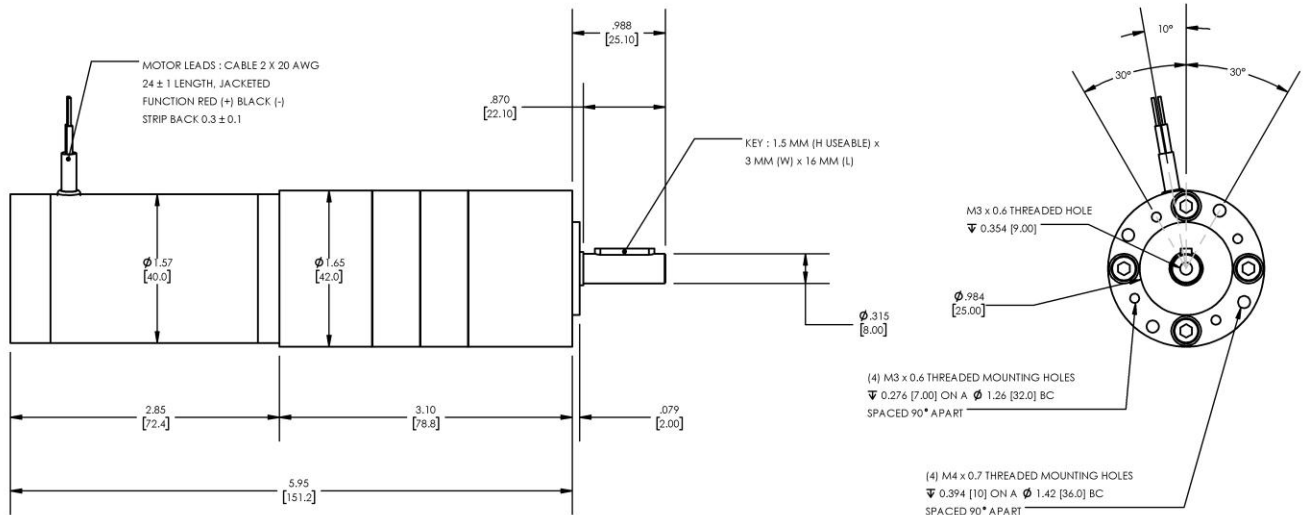 .988
[25.10]
10°
30°
30°
MOTOR LEADS : CABLE 2 X 20 AWG
24 ± 1 LENGTH, JACKETED
FUNCTION RED (+) BLACK (-)
STRIP BACK 0.3 ± 0.1
.870
[22.10]
KEY : 1.5 MM (H USEABLE) x
3 MM (W) x 16 MM (L)
M3 x 0.6 THREADED HOLE
↧ 0.354 [9.00]
Ø1.57
[40.0]
Ø1.65
[42.0]
Ø.315
[8.00]
Ø.984
[25.00]
(4) M3 x 0.6 THREADED MOUNTING HOLES
↧ 0.276 [7.00] ON A Ø 1.26 [32.0] BC
SPACED 90° APART
2.85
[72.4]
3.10
[78.8]
.079
[2.00]
5.95
[151.2]
(4) M4 x 0.7 THREADED MOUNTING HOLES
↧ 0.394 [10] ON A Ø 1.42 [36.0] BC
SPACED 90° APART